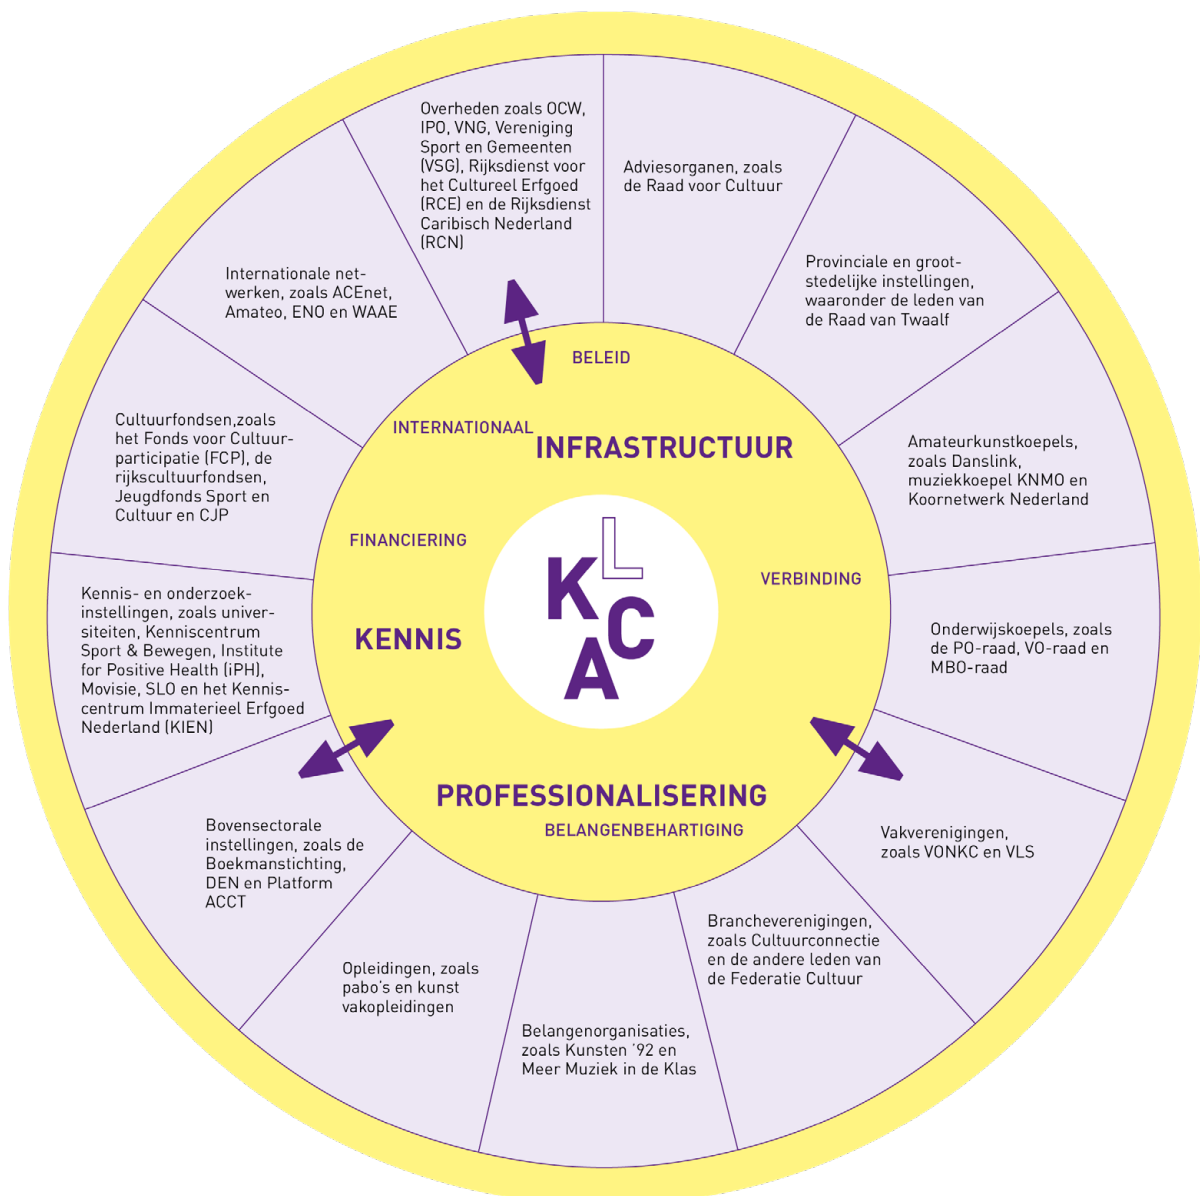 Overheden zoals OCW,
IPO, VNG, Vereniging
Sport en Gemeenten
(VSG), Rijksdienst voor
het Cultureel Erfgoed
(RCE) en de Rijksdienst
Caribisch Nederland
(RCN)
Adviesorganen, zoals
de Raad voor Cultuur
Provinciale en groot-
stedelijke instellingen,
waaronder de leden van
de Raad van Twaalf
Amateurkunstkoepels,
zoals Danslink,
muziekkoepel KNMO en
Koornetwerk Nederland
Onderwijskoepels, zoals
de PO-raad, VO-raad en
MBO-raad
Vakverenigingen,
zoals VONKC en VLS
Brancheverenigingen,
zoals Cultuurconnectie
en de andere leden van
de Federatie Cultuur
Belangenorganisaties,
zoals Kunsten '92 en
Meer Muziek in de Klas
Opleidingen, zoals
pabo's en kunst
vakopleidingen
Bovensectorale
instellingen, zoals de
Boekmanstichting,
DEN en Platform
ACCT
Kennis- en onderzoek-
instellingen, zoals univer-
siteiten, Kenniscentrum
Sport & Bewegen, Institute
for Positive Health (iPH),
Movisie, SLO en het Kennis-
centrum Immaterieel Erfgoed
Nederland (KIEN)
Cultuurfondsen,zoals
het Fonds voor Cultuur-
participatie (FCP), de
rijkscultuurfondsen,
Jeugdfonds Sport en
Cultuur en CJP
Internationale net-
werken, zoals ACEnet,
Amateo, ENO en WAAE
BELEID
INTERNATIONAAL
INFRASTRUCTUUR
FINANCIERING
VERBINDING
KENNIS
L
K
C
A
PROFESSIONALISERING
BELANGENBEHARTIGING